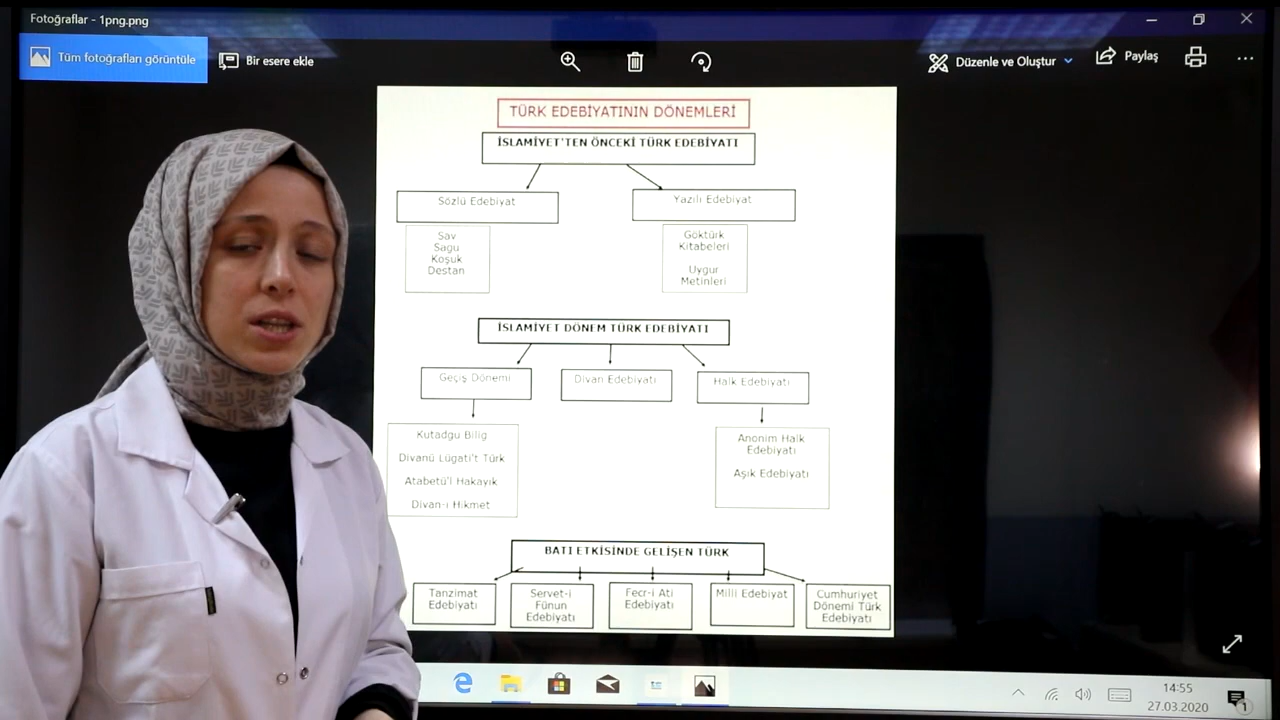 Fotoğraflar - 1png.png
Tüm fotoğrafları görüntüle
Bir esere ekle
Düzenle ve Oluştur
Paylaş
TÜRK EDEBİYATININ DÖNEMLERİ
İSLAMİYET'TEN ÖNCEKİ TÜRK EDEBİYATI
Sözlü Edebiyat
Yazılı Edebiyat
Sav
Sagu
Koşuk
Destan
Göktürk
Kitabeleri
Uygur
Metinleri
İSLAMİYET DÖNEM TÜRK EDEBİYATI
Geçiş Dönemi
Divan Edebiyatı
Halk Edebiyatı
Kutadgu Bilig
Divanü Lügati't Türk
Atabetü'l Hakayık
Divan-ı Hikmet
Anonim Halk
Edebiyatı
Aşık Edebiyatı
BATI ETKİSİNDE GELİŞEN TÜRK
Tanzimat
Edebiyatı
Servet-i
Fünun
Edebiyatı
Fecr-i Ati
Edebiyatı
Milli Edebiyat
Cumhuriyet
Dönemi Türk
Edebiyatı
14:55
27.03.2020
1